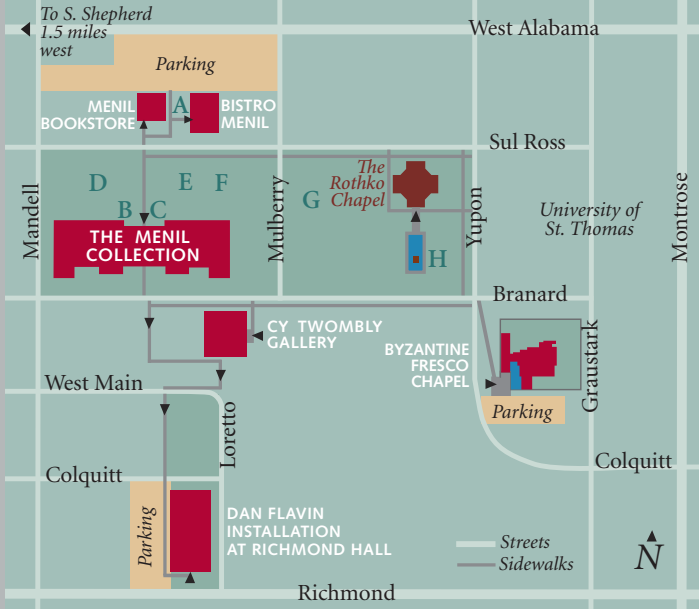 To S. Shepherd
1.5 miles
west
West Alabama
Parking
MENIL
BOOKSTORE
A
BISTRO
MENIL
Sul Ross
Mandell
D
E
F
B
C
THE MENIL
COLLECTION
Mulberry
G
The
Rothko
Chapel
H
Yupon
University of
St. Thomas
Montrose
Branard
CY TWOMBLY
GALLERY
BYZANTINE
FRESCO
CHAPEL
Graustark
Parking
West Main
Loretto
Colquitt
Colquitt
Parking
DAN FLAVIN
INSTALLATION
AT RICHMOND HALL
Streets
Sidewalks
N
Richmond